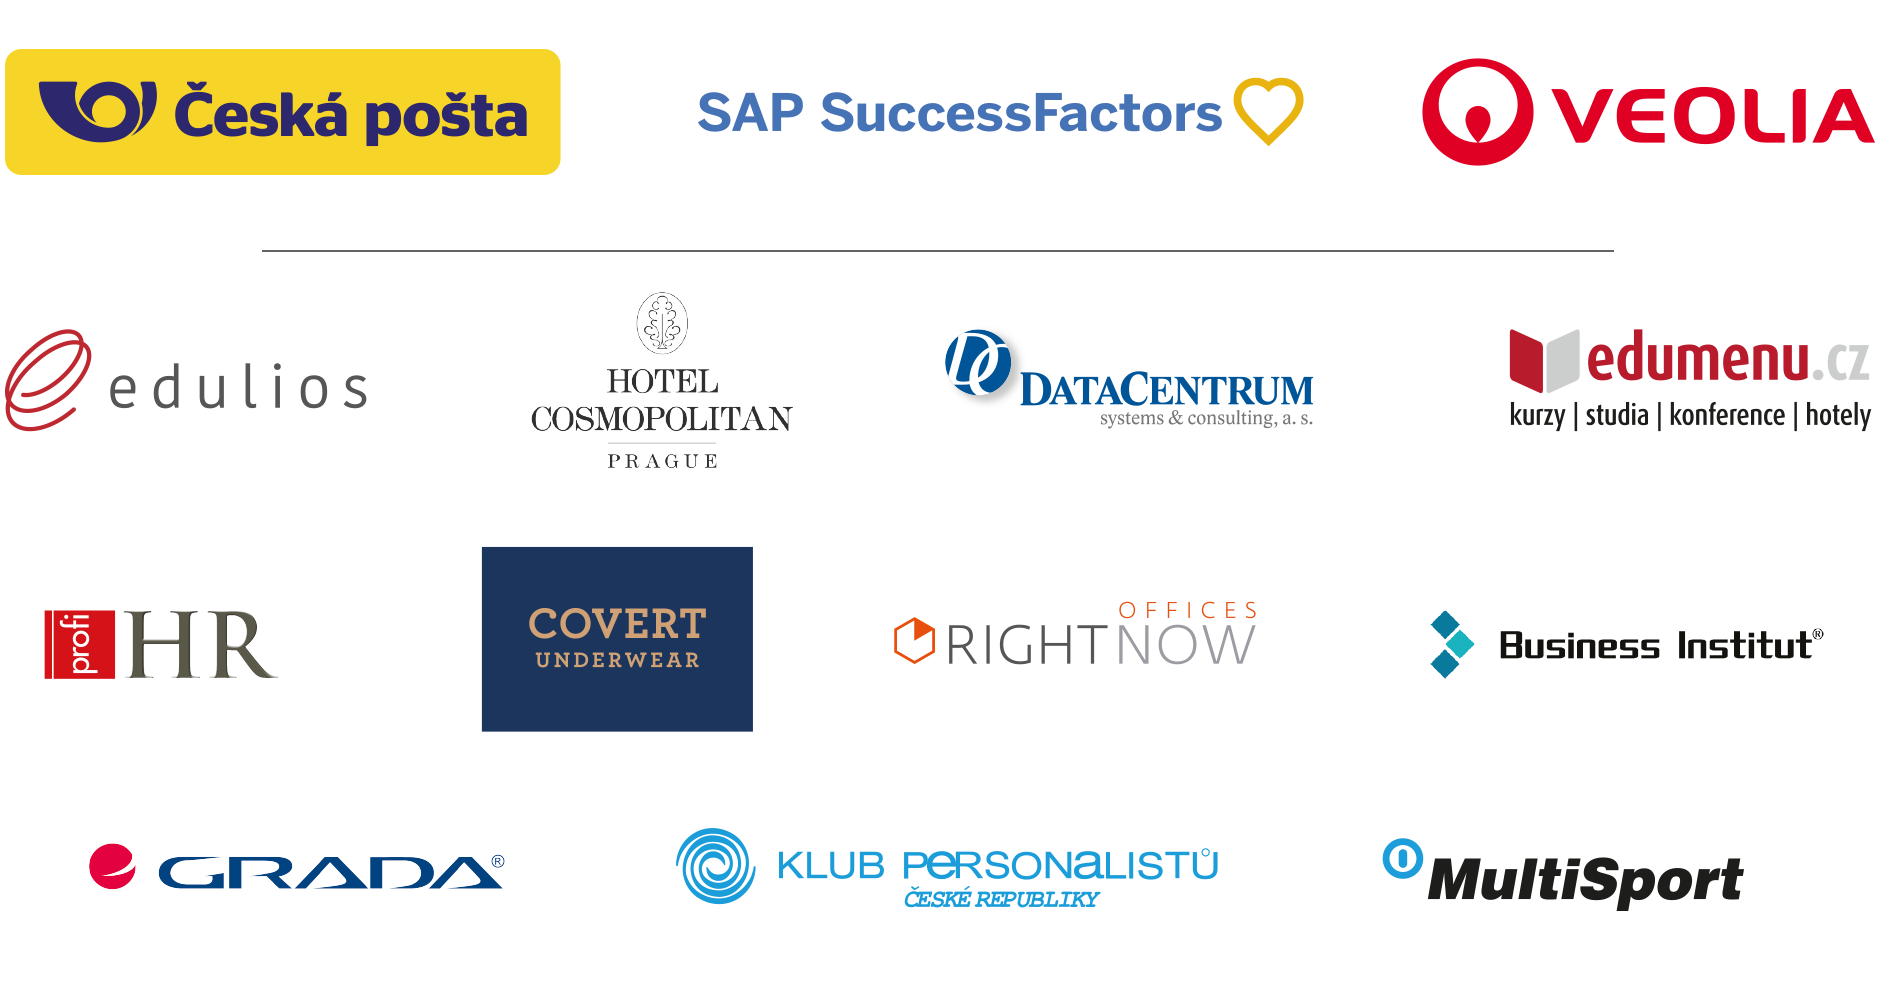 Česká pošta
SAP SuccessFactors
VEOLIA
edulios
HOTEL
COSMOPOLITAN
PRAGUE
DATACENTRUM
systems & consulting, a. s.
edumenu.cz
kurzy | studia | konference | hotely
profi HR
COVERT
UNDERWEAR
OFFICES
RIGHTNOW
Business Institut®
GRADA®
KLUB PeRSONaLISTŮ
ČESKÉ REPUBLIKY
MultiSport